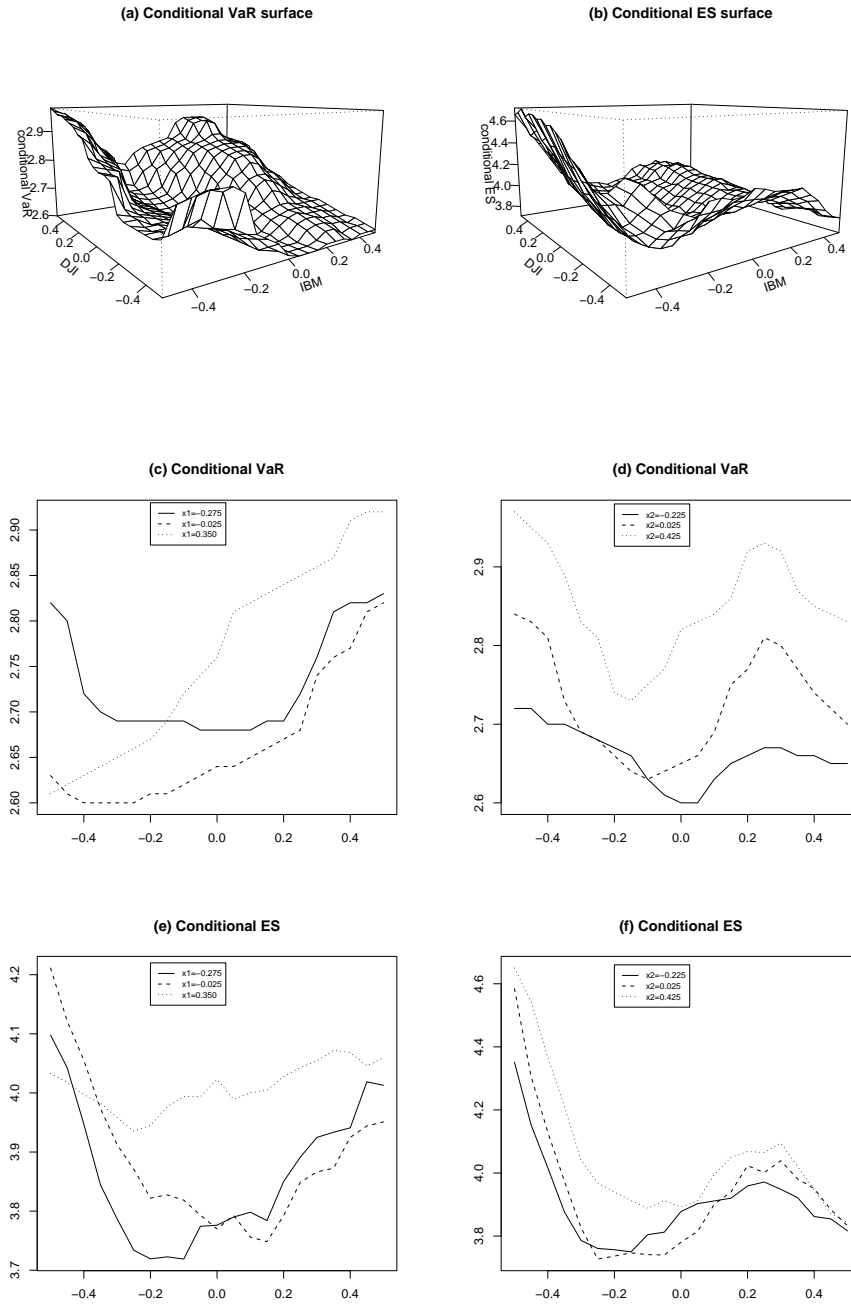 (a) Conditional VaR surface
(b) Conditional ES surface
conditional VaR
2.9
2.8
2.7
2.6
0.4
0.2
0.0
−0.2
−0.4
DJI
−0.4
−0.2
0.0
0.2
0.4
IBM
conditional ES
4.6
4.4
4.2
4.0
3.8
0.4
0.2
0.0
−0.2
−0.4
DJI
−0.4
−0.2
0.0
0.2
0.4
IBM
(c) Conditional VaR
x1=−0.275
x1=−0.025
x1=0.350
2.90
2.85
2.80
2.75
2.70
2.65
2.60
−0.4 −0.2 0.0 0.2 0.4
(d) Conditional VaR
x2=−0.225
x2=0.025
x2=0.425
2.9
2.8
2.7
2.6
−0.4 −0.2 0.0 0.2 0.4
(e) Conditional ES
x1=−0.275
x1=−0.025
x1=0.350
4.2
4.1
4.0
3.9
3.8
3.7
−0.4 −0.2 0.0 0.2 0.4
(f) Conditional ES
x2=−0.225
x2=0.025
x2=0.425
4.6
4.4
4.2
4.0
3.8
−0.4 −0.2 0.0 0.2 0.4